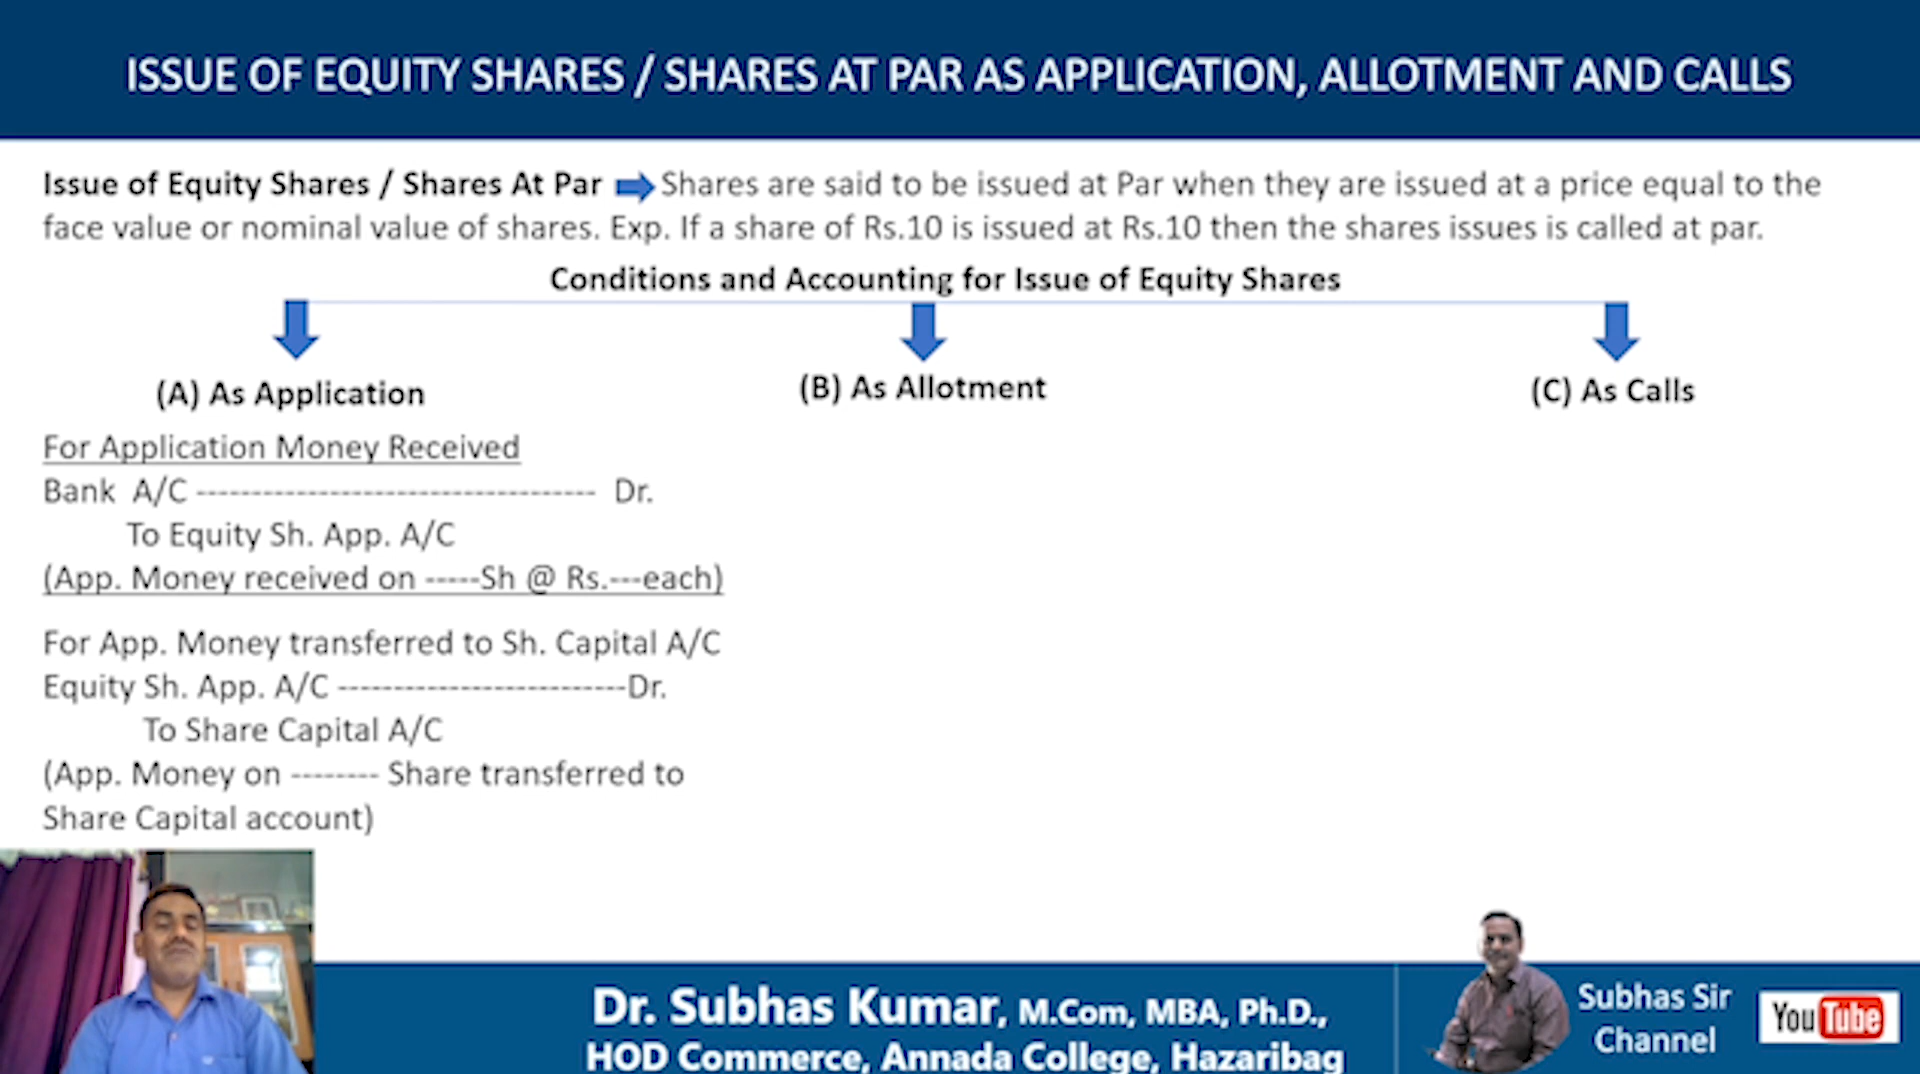 ISSUE OF EQUITY SHARES / SHARES AT PAR AS APPLICATION, ALLOTMENT AND CALLS
Issue of Equity Shares / Shares At Par Shares are said to be issued at Par when they are issued at a price equal to the
face value or nominal value of shares. Exp. If a share of Rs.10 is issued at Rs.10 then the shares issues is called at par.
Conditions and Accounting for Issue of Equity Shares
(A) As Application
(B) As Allotment
(C) As Calls
For Application Money Received
Bank A/C ------------------------------------ Dr.
To Equity Sh. App. A/C
(App. Money received on -----Sh @ Rs.---each)
For App. Money transferred to Sh. Capital A/C
Equity Sh. App. A/C --------------------------Dr.
To Share Capital A/C
(App. Money on -------- Share transferred to
Share Capital account)
Dr. Subhas Kumar, M.Com, MBA, Ph.D.,
HOD Commerce, Annada College, Hazaribag
Subhas Sir
Channel
YouTube